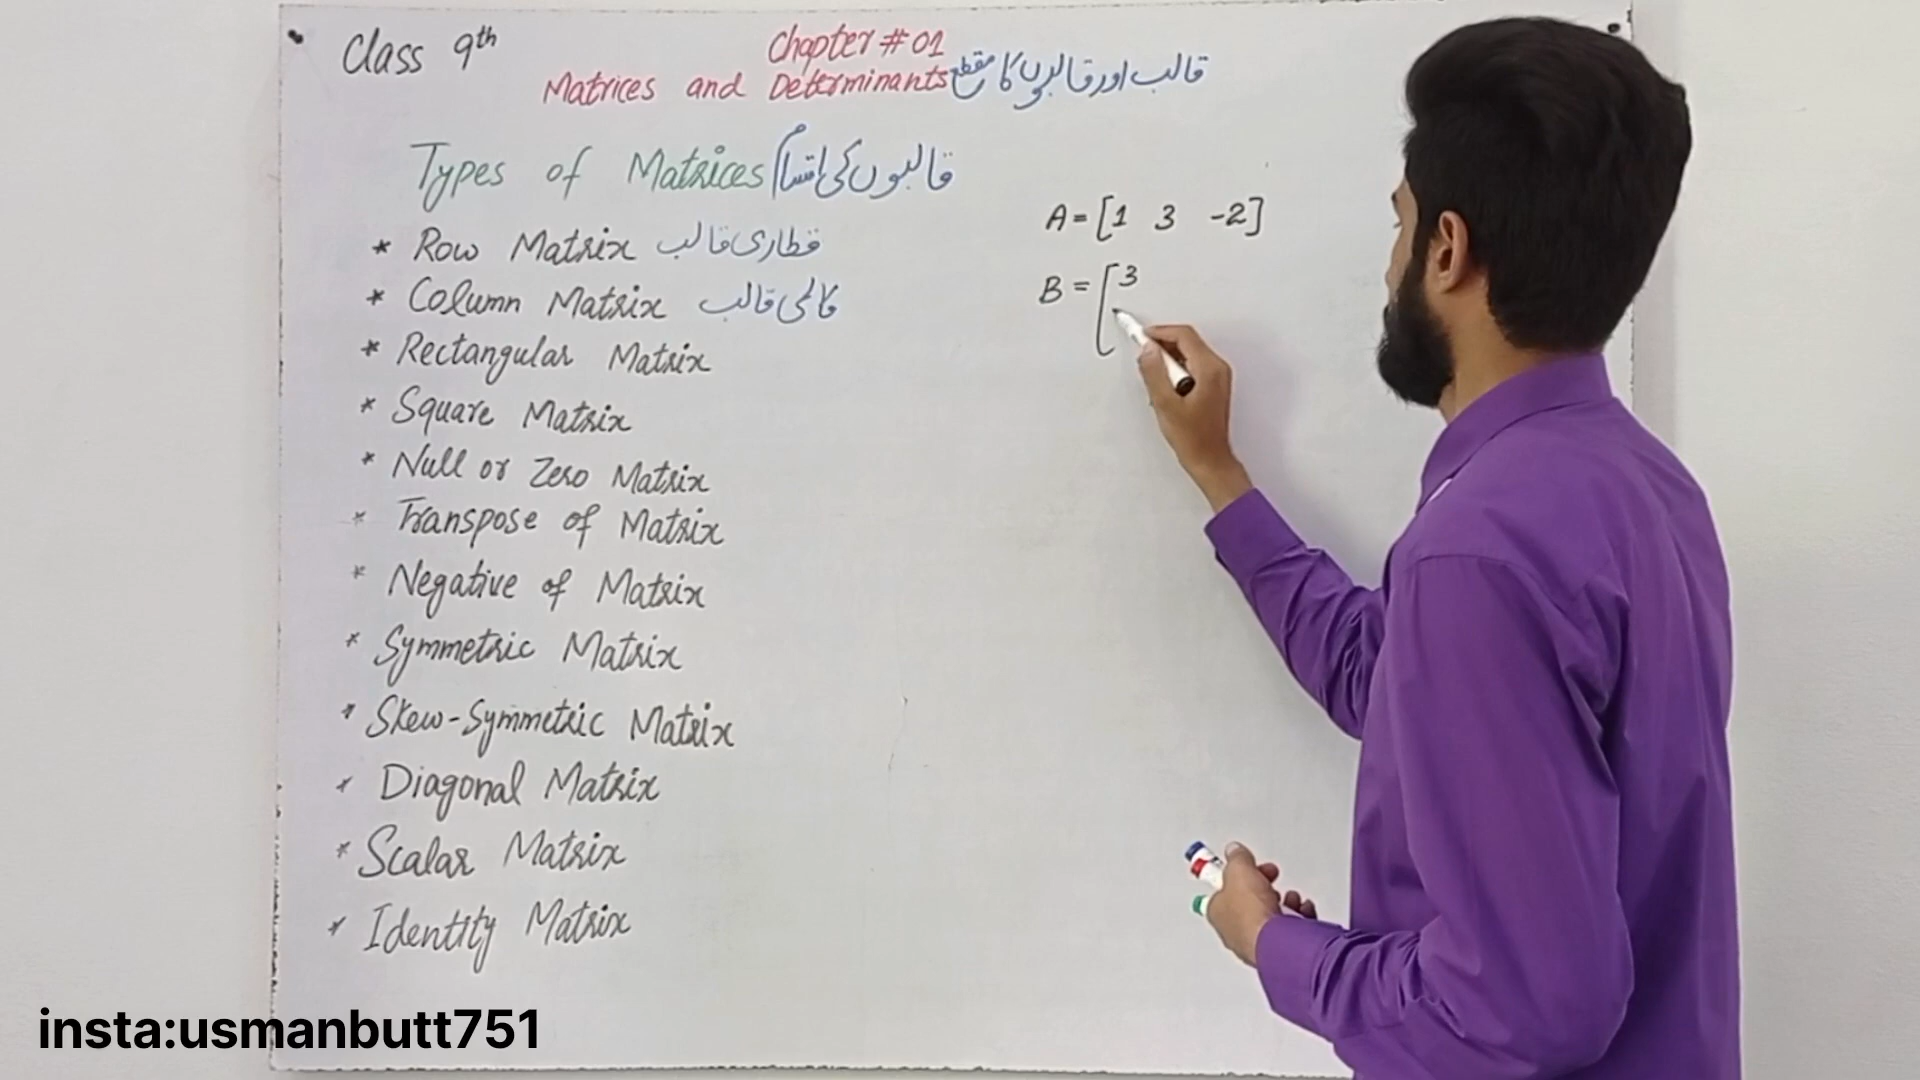 Class 9th
Chapter # 01
Matrices and Determinants قالب اور قالبوں کا مقطع
Types of Matrices قالبوں کی اقسام
* Row Matrix قطاری قالب
* Column Matrix کالمی قالب
* Rectangular Matrix
* Square Matrix
* Null or Zero Matrix
* Transpose of Matrix
* Negative of Matrix
* Symmetric Matrix
* Skew-Symmetric Matrix
* Diagonal Matrix
* Scalar Matrix
* Identity Matrix
A = [1 3 -2]
B = [3
insta:usmanbutt751